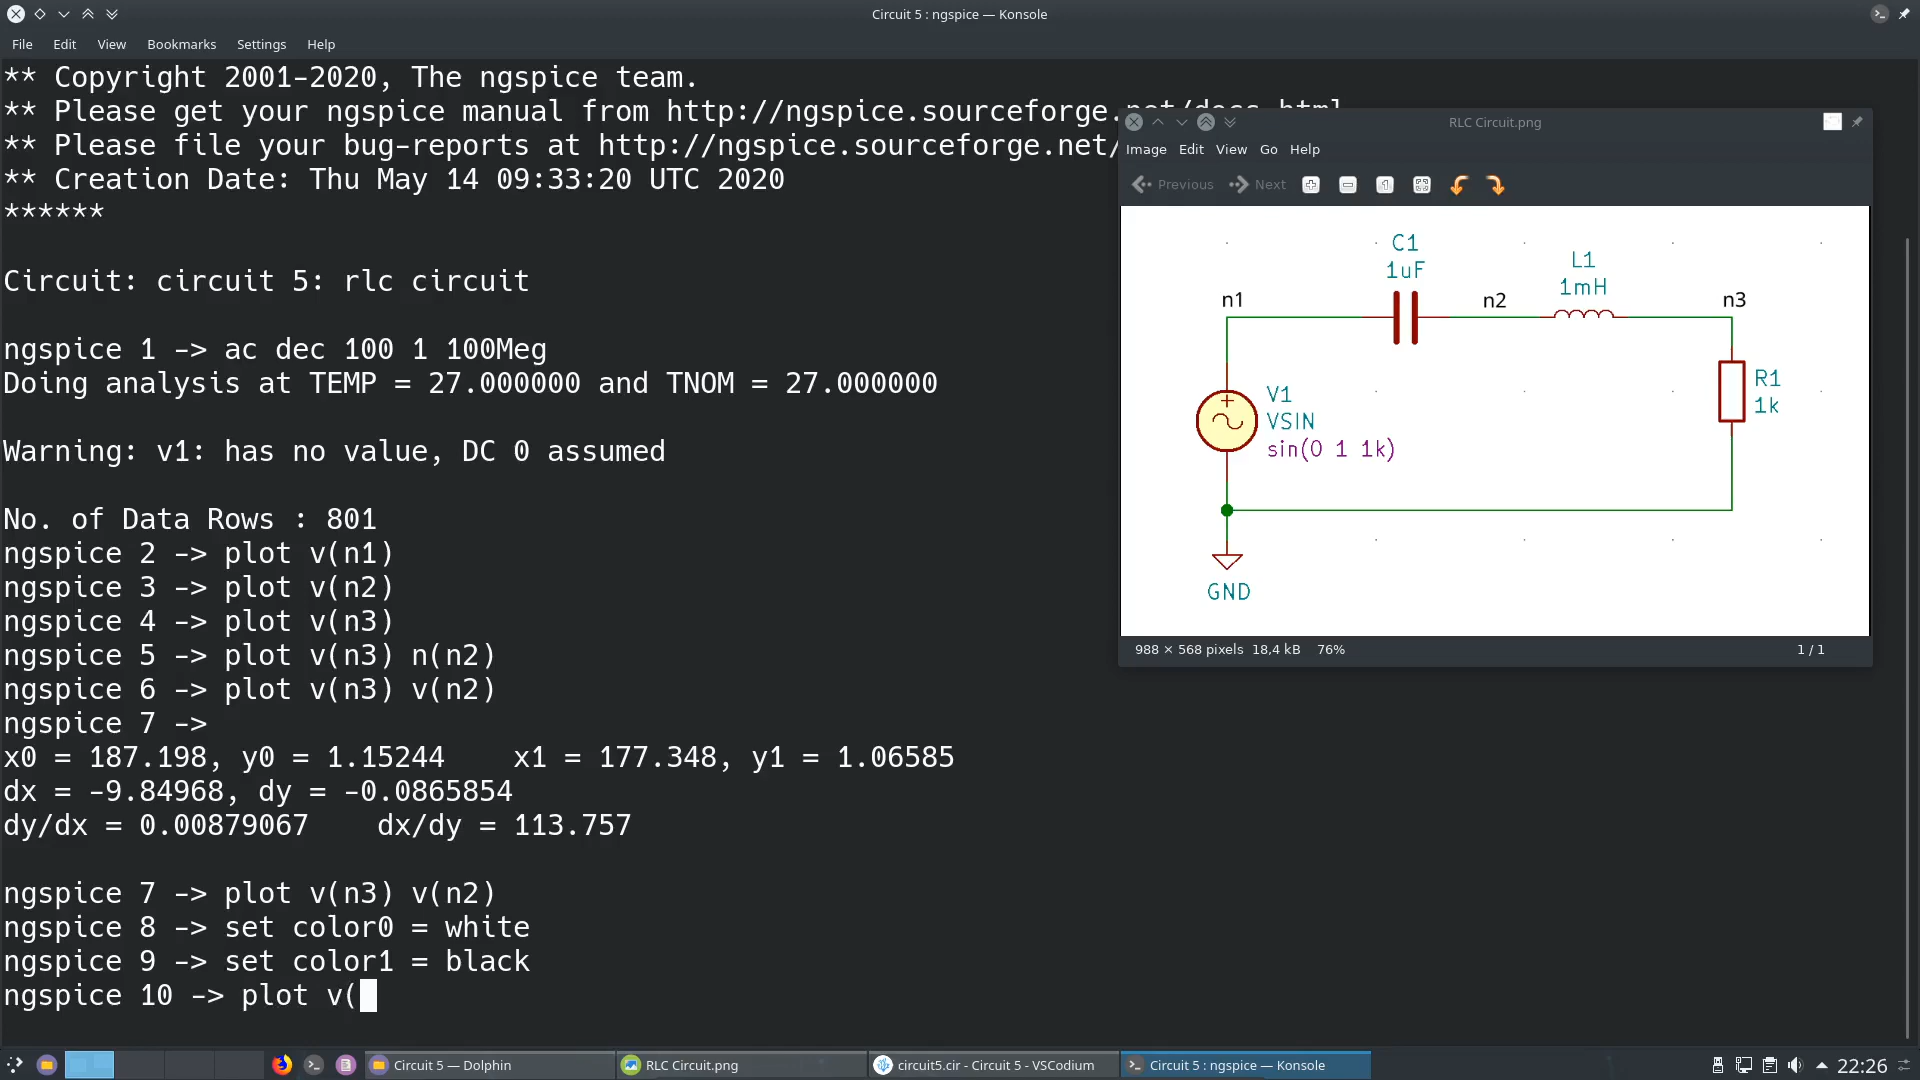 Circuit 5 : ngspice — Konsole
File Edit View Bookmarks Settings Help
** Copyright 2001-2020, The ngspice team.
** Please get your ngspice manual from http://ngspice.sourceforge.net/docs.html
** Please file your bug-reports at http://ngspice.sourceforge.net/
** Creation Date: Thu May 14 09:33:20 UTC 2020
******
Circuit: circuit 5: rlc circuit
ngspice 1 -> ac dec 100 1 100Meg
Doing analysis at TEMP = 27.000000 and TNOM = 27.000000
Warning: v1: has no value, DC 0 assumed
No. of Data Rows : 801
ngspice 2 -> plot v(n1)
ngspice 3 -> plot v(n2)
ngspice 4 -> plot v(n3)
ngspice 5 -> plot v(n3) n(n2)
ngspice 6 -> plot v(n3) v(n2)
ngspice 7 ->
x0 = 187.198, y0 = 1.15244    x1 = 177.348, y1 = 1.06585
dx = -9.84968, dy = -0.0865854
dy/dx = 0.00879067    dx/dy = 113.757
ngspice 7 -> plot v(n3) v(n2)
ngspice 8 -> set color0 = white
ngspice 9 -> set color1 = black
ngspice 10 -> plot v(
RLC Circuit.png
Image Edit View Go Help
Previous Next
C1
1uF
L1
1mH
n1
n2
n3
V1
VSIN
sin(0 1 1k)
R1
1k
GND
988 × 568 pixels 18,4 kB 76%
1 / 1
Circuit 5 — Dolphin
RLC Circuit.png
circuit5.cir - Circuit 5 - VSCodium
Circuit 5 : ngspice — Konsole
22:26